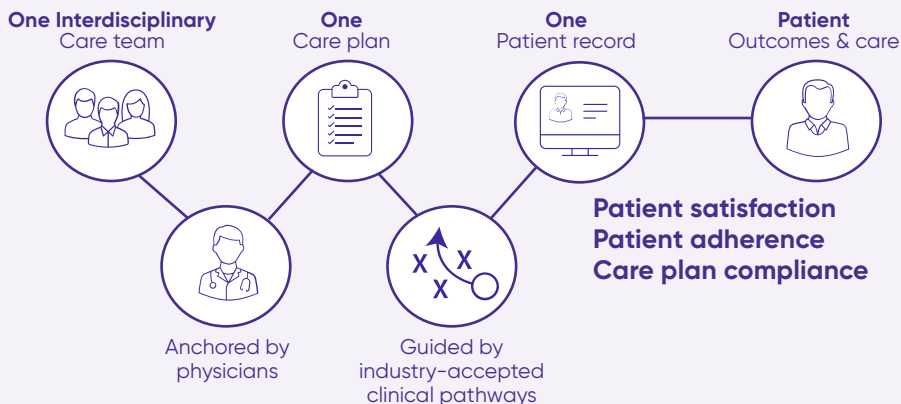 One Interdisciplinary
Care team
One
Care plan
One
Patient record
Patient
Outcomes & care
X
X
X
Patient satisfaction
Patient adherence
Care plan compliance
Anchored by
physicians
Guided by
industry-accepted
clinical pathways